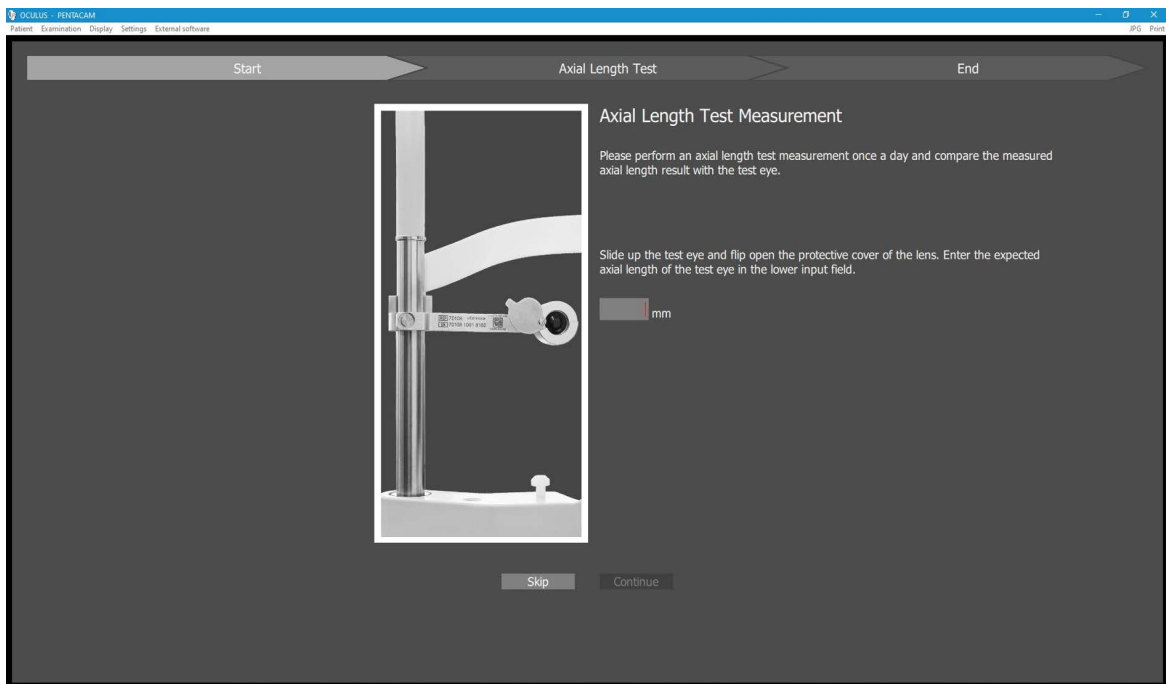 OCULUS - PENTACAM
Patient Examination Display Settings External software JPG Print
Start Axial Length Test End
Axial Length Test Measurement
Please perform an axial length test measurement once a day and compare the measured
axial length result with the test eye.
Slide up the test eye and flip open the protective cover of the lens. Enter the expected
axial length of the test eye in the lower input field.
mm
Skip Continue